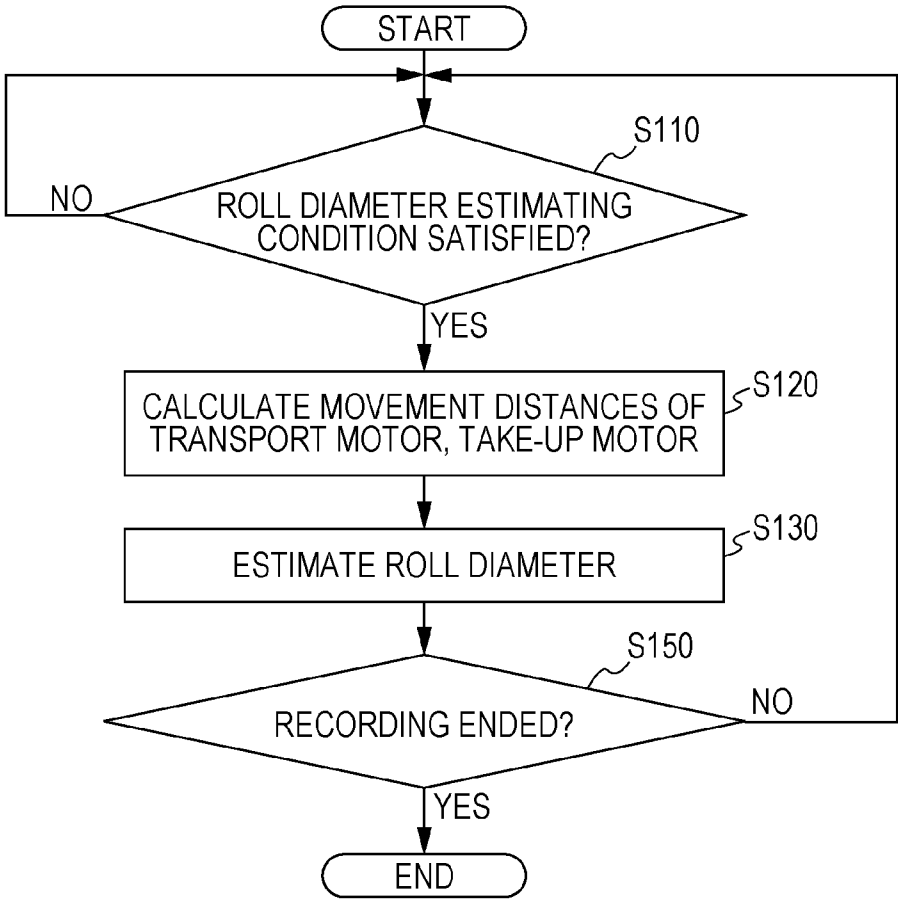 START
S110
NO
ROLL DIAMETER ESTIMATING
CONDITION SATISFIED?
YES
S120
CALCULATE MOVEMENT DISTANCES OF
TRANSPORT MOTOR, TAKE-UP MOTOR
S130
ESTIMATE ROLL DIAMETER
S150
RECORDING ENDED?
NO
YES
END